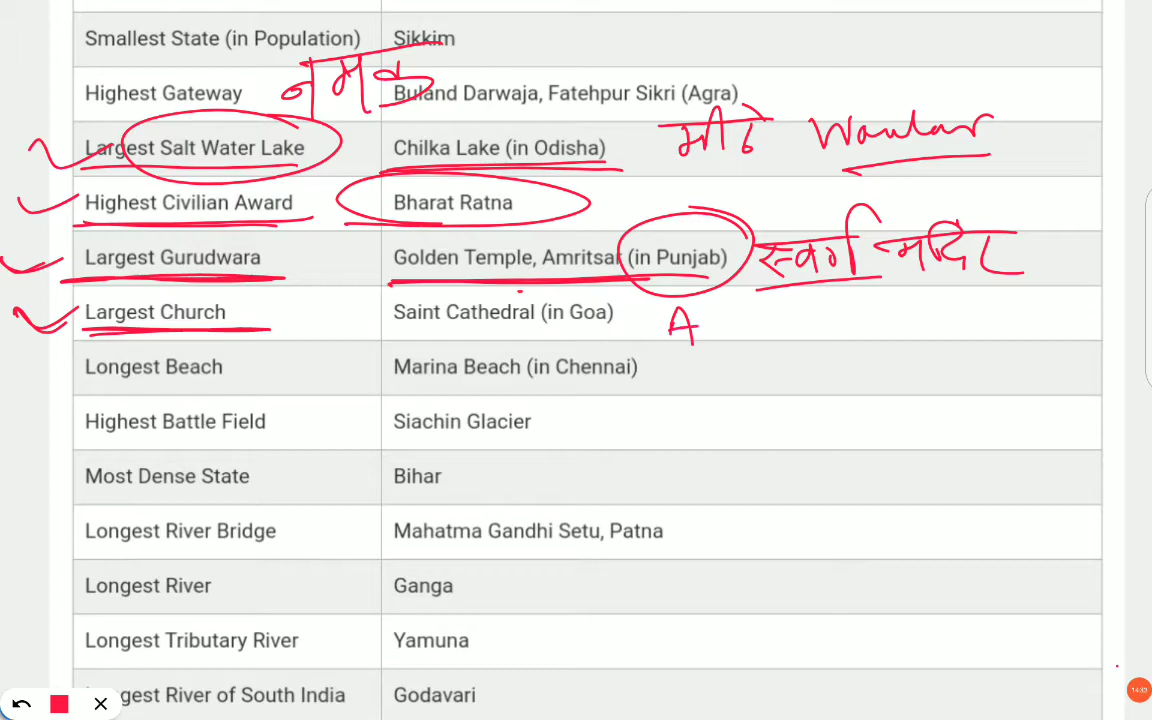 Smallest State (in Population) Sikkim
नमक
Highest Gateway Buland Darwaja, Fatehpur Sikri (Agra)
Largest Salt Water Lake Chilka Lake (in Odisha) मीठे Waular
Highest Civilian Award Bharat Ratna
Largest Gurudwara Golden Temple, Amritsar (in Punjab) स्वर्ण मंदिर
Largest Church Saint Cathedral (in Goa) A
Longest Beach Marina Beach (in Chennai)
Highest Battle Field Siachin Glacier
Most Dense State Bihar
Longest River Bridge Mahatma Gandhi Setu, Patna
Longest River Ganga
Longest Tributary River Yamuna
gest River of South India Godavari
14:33